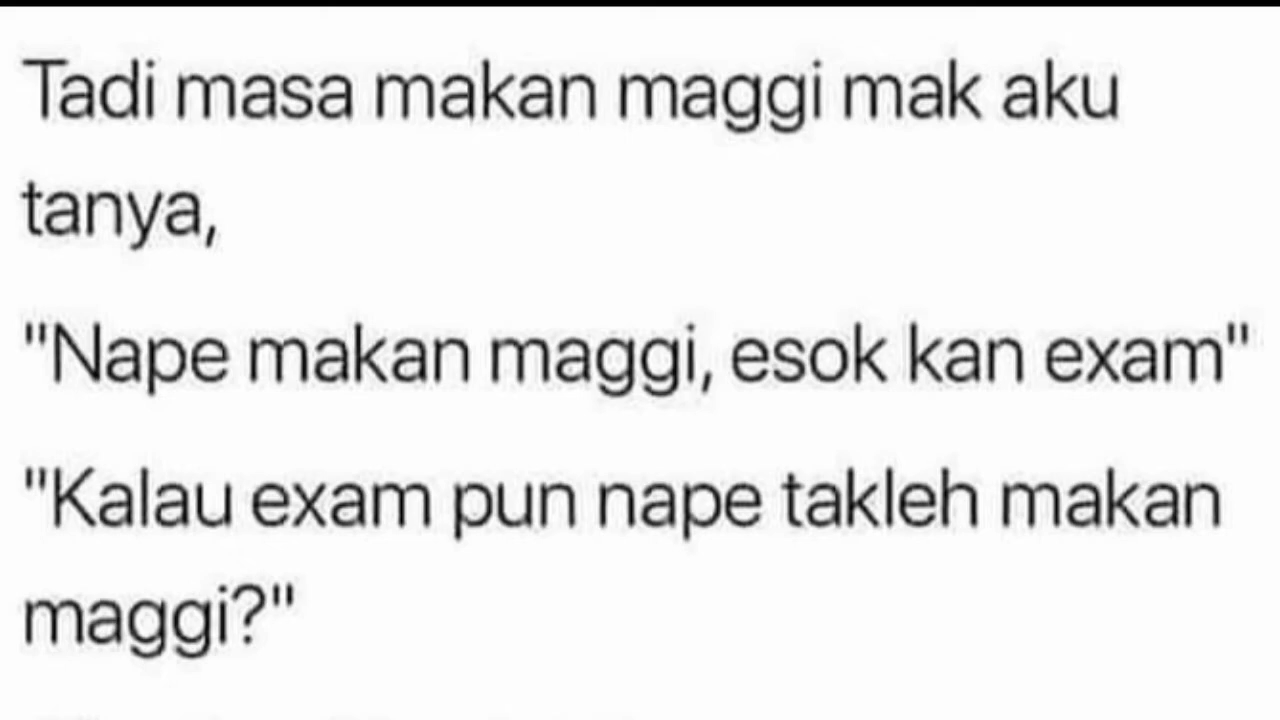 Tadi masa makan maggi mak aku
tanya,
"Nape makan maggi, esok kan exam"
"Kalau exam pun nape takleh makan
maggi?"